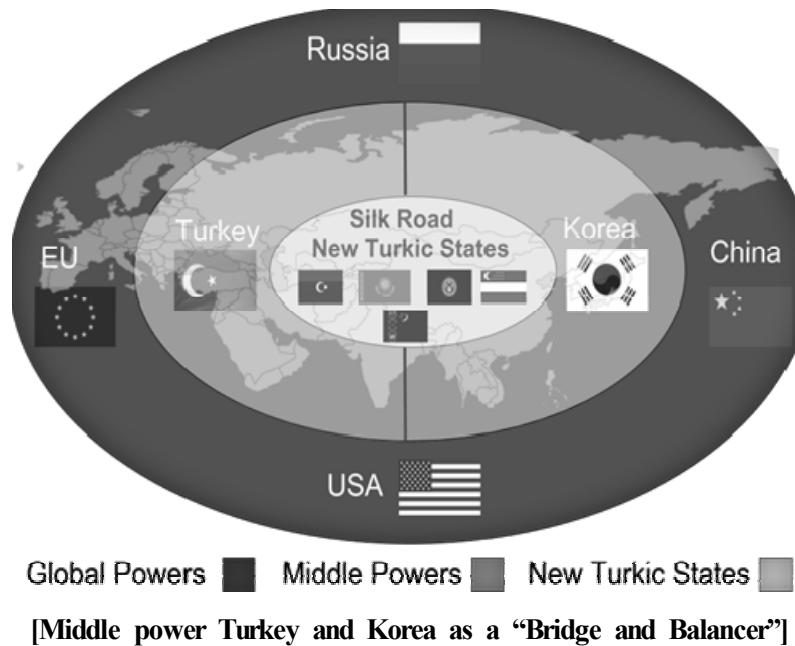 Russia
Silk Road
New Turkic States
Turkey
Korea
EU
China
USA
Global Powers
Middle Powers
New Turkic States
[Middle power Turkey and Korea as a “Bridge and Balancer”]